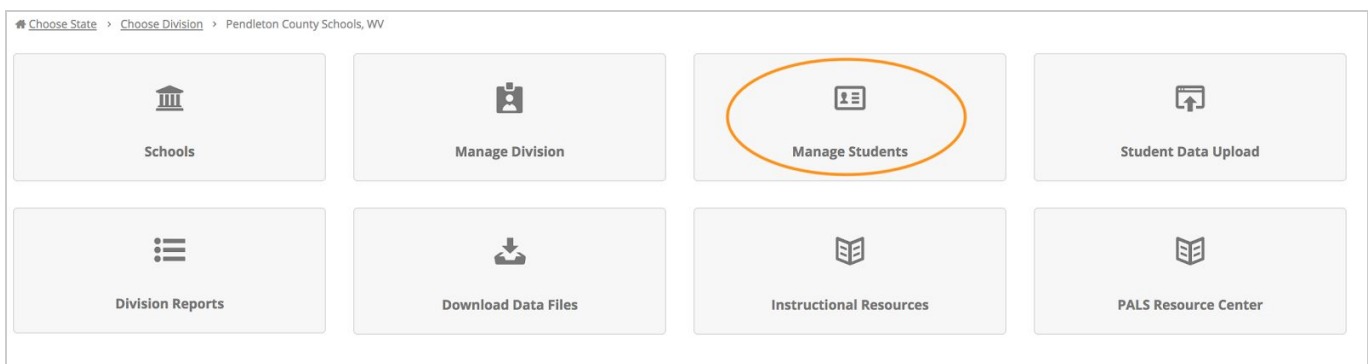 Choose State > Choose Division > Pendleton County Schools, WV
Schools
Manage Division
Manage Students
Student Data Upload
Division Reports
Download Data Files
Instructional Resources
PALS Resource Center